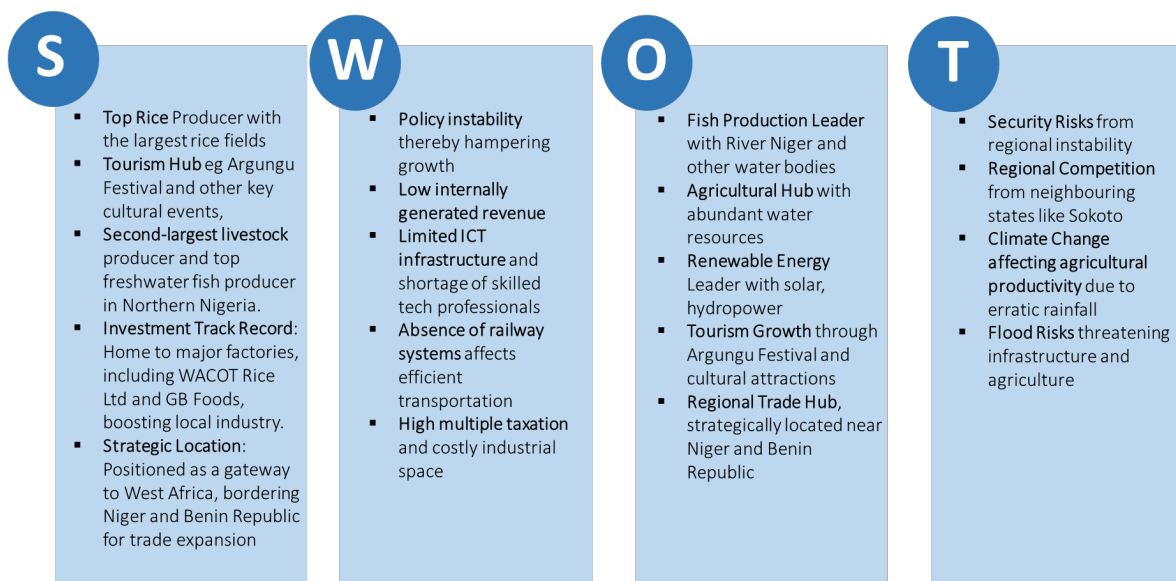 S
▪ Top Rice Producer with
the largest rice fields
▪ Tourism Hub eg Argungu
Festival and other key
cultural events,
▪ Second-largest livestock
producer and top
freshwater fish producer
in Northern Nigeria.
▪ Investment Track Record:
Home to major factories,
including WACOT Rice
Ltd and GB Foods,
boosting local industry.
▪ Strategic Location:
Positioned as a gateway
to West Africa, bordering
Niger and Benin Republic
for trade expansion
W
▪ Policy instability
thereby hampering
growth
▪ Low internally
generated revenue
▪ Limited ICT
infrastructure and
shortage of skilled
tech professionals
▪ Absence of railway
systems affects
efficient
transportation
▪ High multiple taxation
and costly industrial
space
O
▪ Fish Production Leader
with River Niger and
other water bodies
▪ Agricultural Hub with
abundant water
resources
▪ Renewable Energy
Leader with solar,
hydropower
▪ Tourism Growth through
Argungu Festival and
cultural attractions
▪ Regional Trade Hub,
strategically located near
Niger and Benin
Republic
T
▪ Security Risks from
regional instability
▪ Regional Competition
from neighbouring
states like Sokoto
▪ Climate Change
affecting agricultural
productivity due to
erratic rainfall
▪ Flood Risks threatening
infrastructure and
agriculture